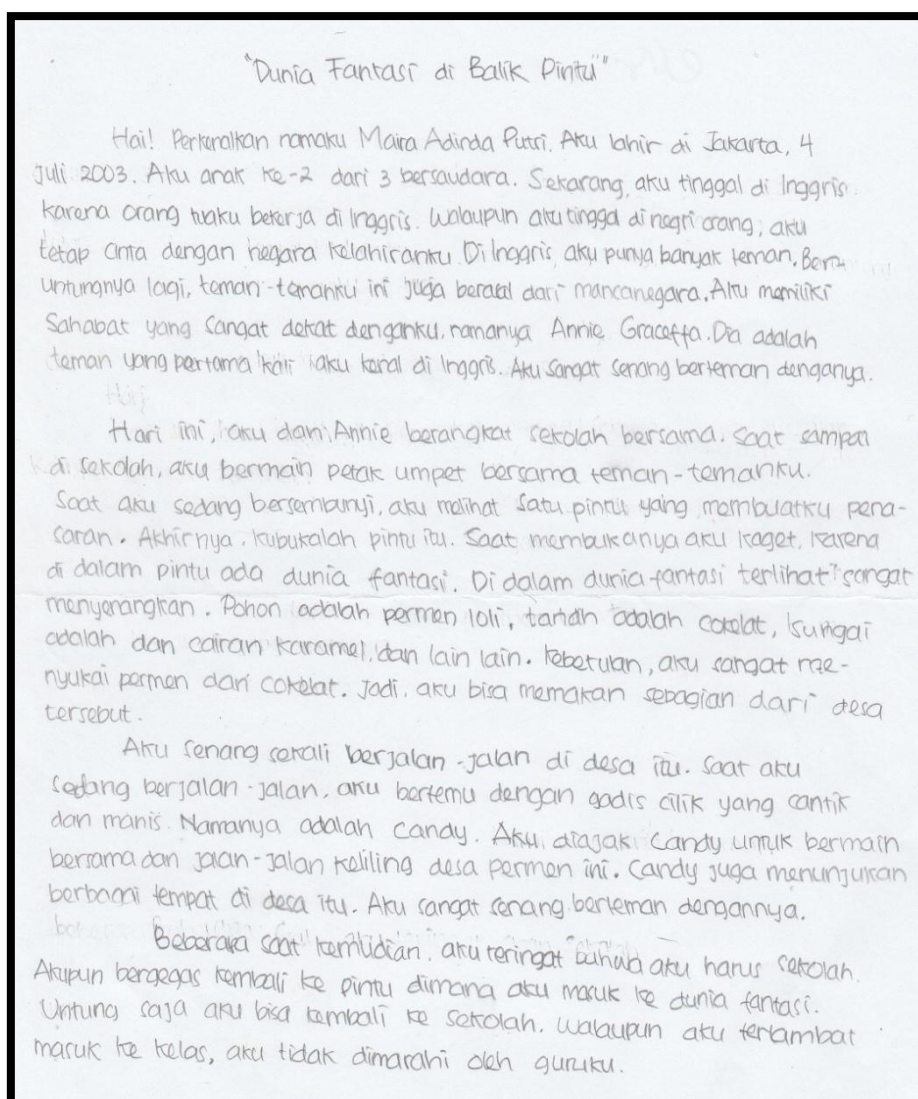 "Dunia Fantasi di Balik Pintu"
Hai! Perkenalkan namaku Maira Adinda Putri. Aku lahir di Jakarta, 4
Juli 2003. Aku anak ke-2 dari 3 bersaudara. Sekarang, aku tinggal di Inggris
karena orang tuaku bekerja di Inggris. Walaupun aku tingga di negri orang, aku
tetap cinta dengan negara kelahiranku. Di Inggris, aku punya banyak teman. Beru
untungnya lagi, teman-temanku ini juga berasal dari mancanegara. Aku memiliki
Sahabat yang sangat dekat denganku, namanya Annie Graceffa. Dia adalah
teman yang pertama kali aku kenal di Inggris. Aku sangat senang berteman denganya.
Hari ini, aku dan Annie berangkat sekolah bersama. Saat sampai
di sekolah, aku bermain petak umpet bersama teman-temanku.
Saat aku sedang bersembunyi, aku melihat satu pintu yang membuatku pena-
saran. Akhirnya, kubukalah pintu itu. Saat membukanya aku kaget, karena
di dalam pintu ada dunia fantasi. Di dalam dunia fantasi terlihat sangat
menyenangkan. Pohon adalah permen loli, tanah adalah cokelat, sungai
adalah dan cairan karamel, dan lain lain. Kebetulan, aku sangat me-
nyukai permen dan cokelat. Jadi, aku bisa memakan sebagian dari desa
tersebut.
Aku senang sekali berjalan-jalan di desa itu. Saat aku
sedang berjalan-jalan, aku bertemu dengan gadis cilik yang cantik
dan manis. Namanya adalah Candy. Aku diajak Candy untuk bermain
bersama dan jalan-jalan keliling desa permen ini. Candy juga menunjukan
berbagai tempat di desa itu. Aku sangat senang berteman dengannya.
Beberapa saat kemudian, aku teringat bahwa aku harus sekolah.
Akupun bergegas kembali ke pintu dimana aku masuk ke dunia fantasi.
Untung saja aku bisa kembali ke sekolah. Walaupun aku terlambat
masuk ke kelas, aku tidak dimarahi oleh guruku.